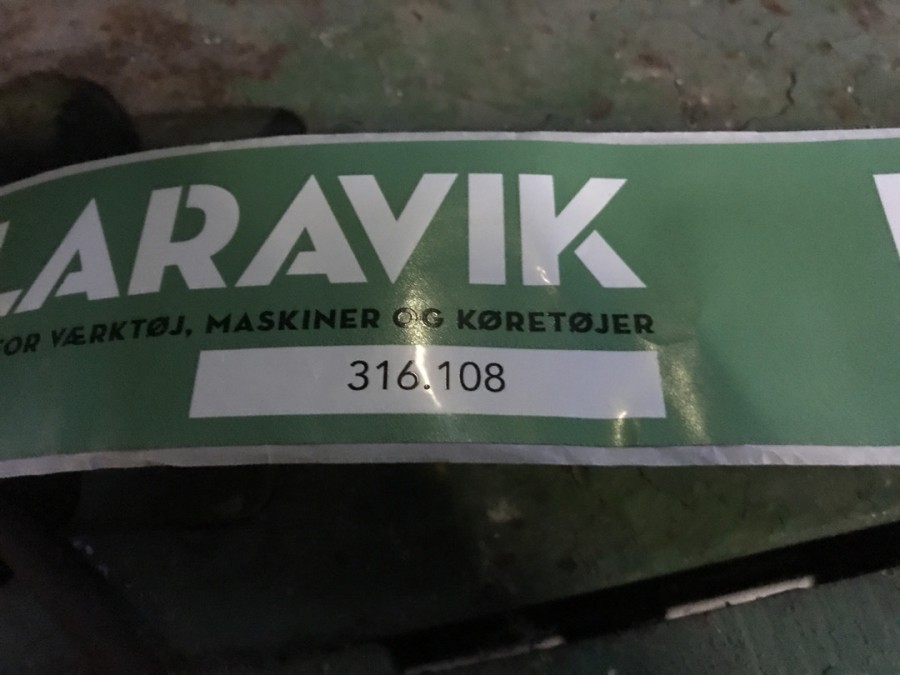 LARAVIK
FOR VÆRKTØJ, MASKINER OG KØRETØJER
316.108